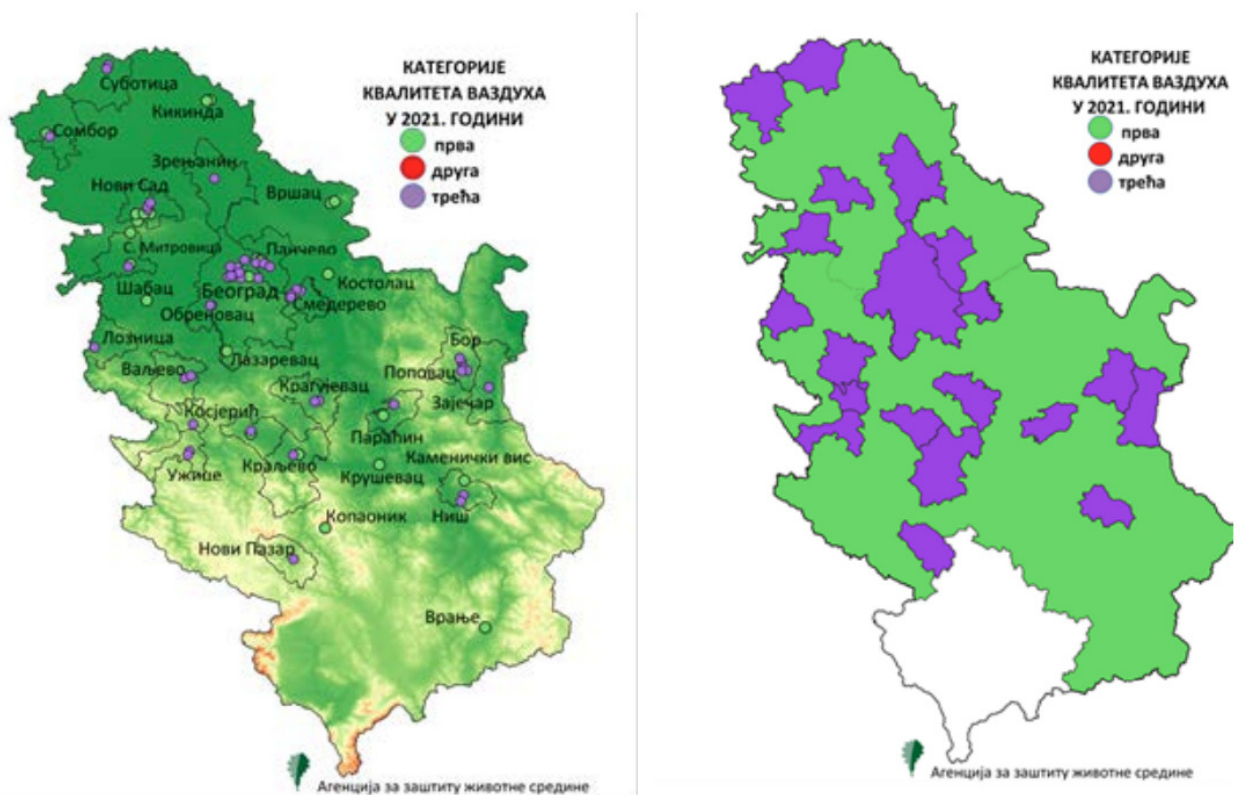 КАТЕГОРИЈЕ
КВАЛИТЕТА ВАЗДУХА
У 2021. ГОДИНИ
прва
друга
трећа
Суботица
Кикинда
Сомбор
Зрењанин
Нови Сад
Вршац
С. Митровица
Панчево
Костолац
Шабац
Београд
Смедерево
Обреновац
Лозница
Лазаревац
Бор
Ваљево
Поповац
Крагујевац
Зајечар
Косјерић
Параћин
Каменички вис
Ужице
Краљево
Крушевац
Ниш
Копаоник
Нови Пазар
Врање
Агенција за заштиту животне средине
КАТЕГОРИЈЕ
КВАЛИТЕТА ВАЗДУХА
У 2021. ГОДИНИ
прва
друга
трећа
Агенција за заштиту животне средине